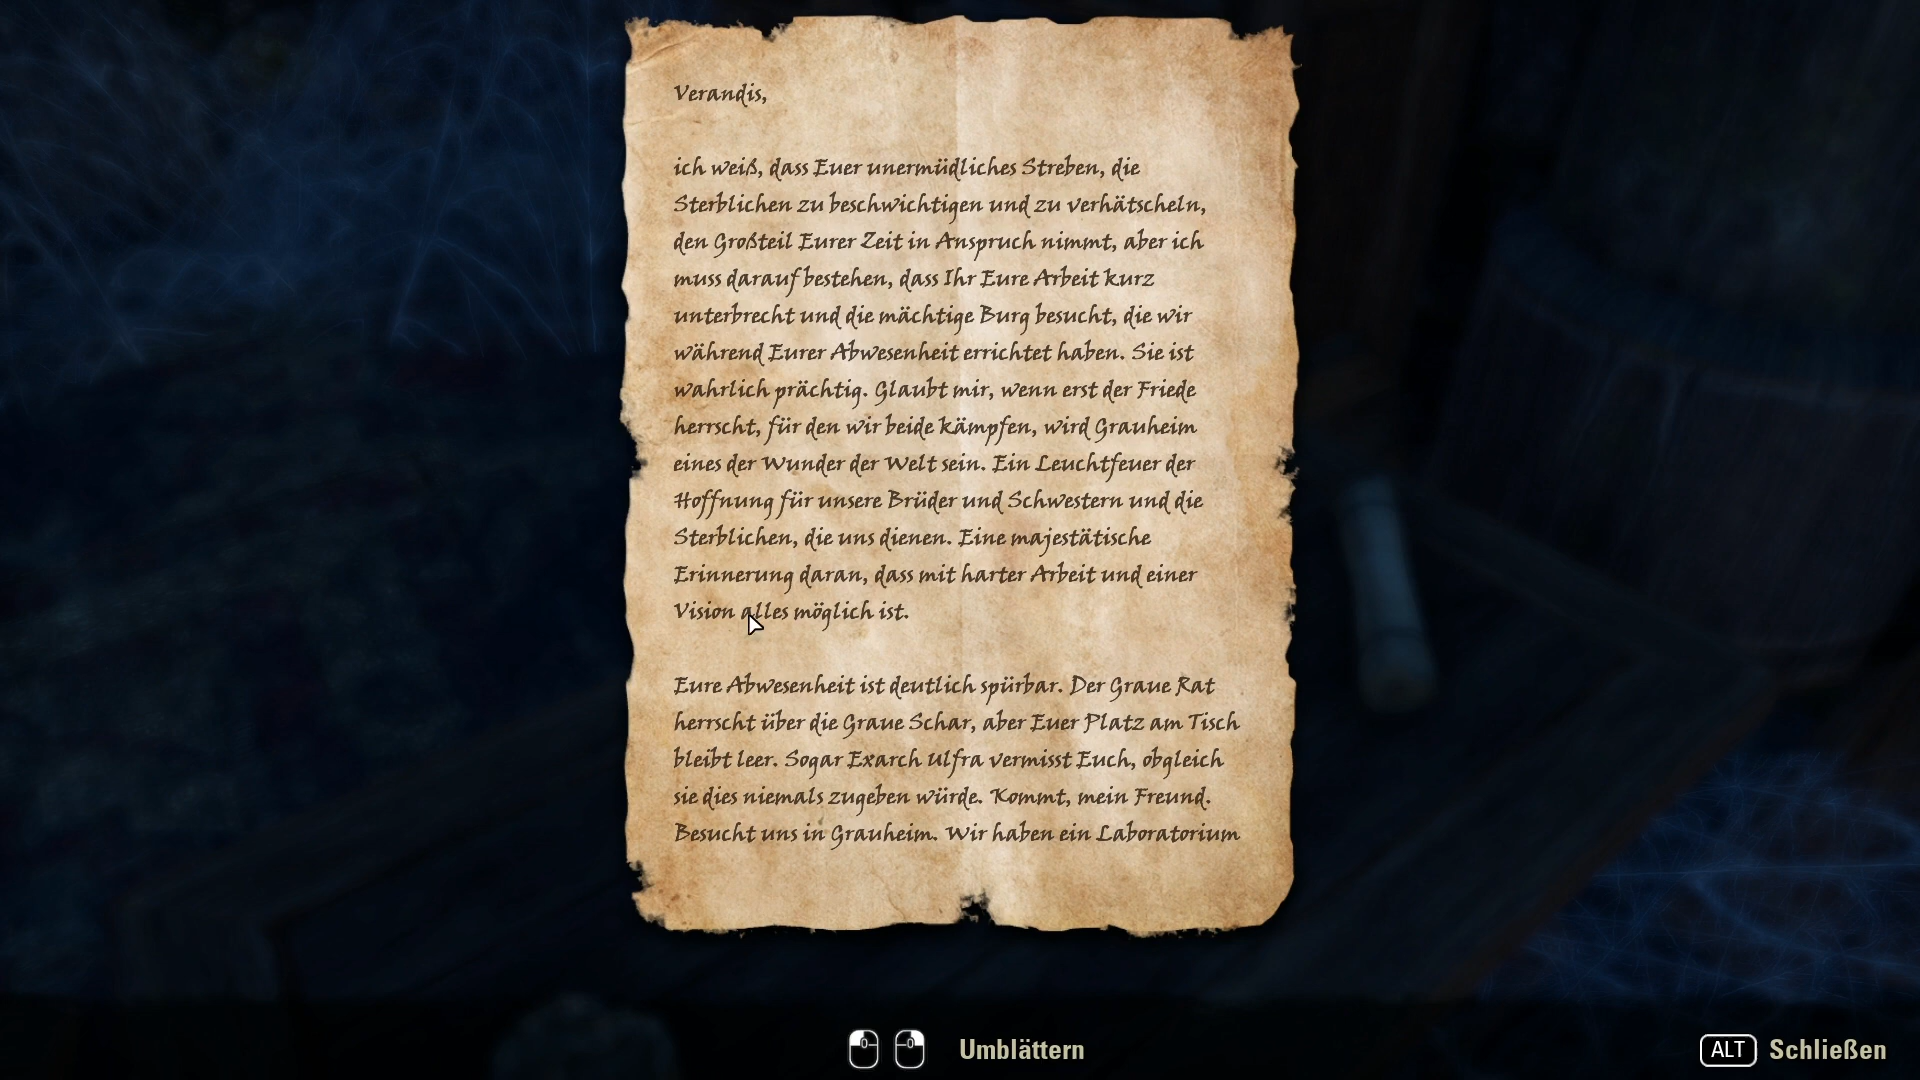 Verandis,
ich weiß, dass Euer unermüdliches Streben, die
Sterblichen zu beschwichtigen und zu verhätscheln,
den Großteil Eurer Zeit in Anspruch nimmt, aber ich
muss darauf bestehen, dass Ihr Eure Arbeit kurz
unterbrecht und die mächtige Burg besucht, die wir
während Eurer Abwesenheit errichtet haben. Sie ist
wahrlich prächtig. Glaubt mir, wenn erst der Friede
herrscht, für den wir beide kämpfen, wird Grauheim
eines der Wunder der Welt sein. Ein Leuchtfeuer der
Hoffnung für unsere Brüder und Schwestern und die
Sterblichen, die uns dienen. Eine majestätische
Erinnerung daran, dass mit harter Arbeit und einer
Vision alles möglich ist.
Eure Abwesenheit ist deutlich spürbar. Der Graue Rat
herrscht über die Graue Schar, aber Euer Platz am Tisch
bleibt leer. Sogar Exarch Ulfra vermisst Euch, obgleich
sie dies niemals zugeben würde. Kommt, mein Freund.
Besucht uns in Grauheim. Wir haben ein Laboratorium
Umblättern
ALT Schließen